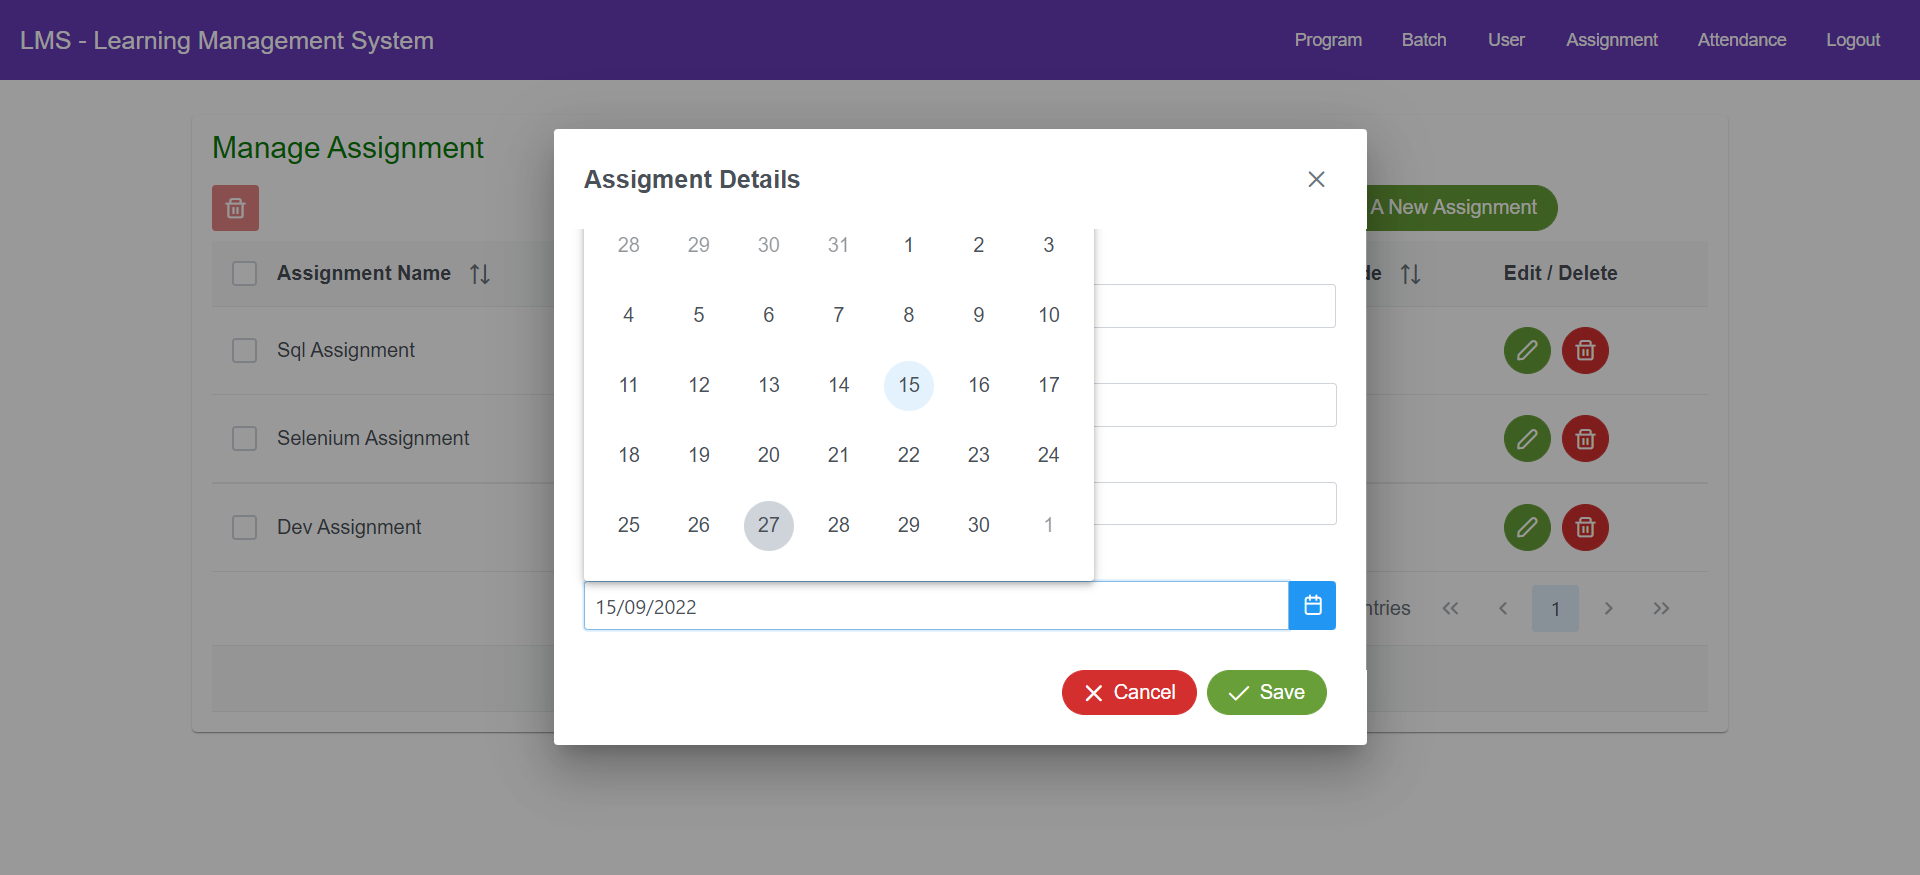 LMS - Learning Management System
Program Batch User Assignment Attendance Logout
Manage Assignment
A New Assignment
Assignment Name
Edit / Delete
Sql Assignment
Selenium Assignment
Dev Assignment
1
Assigment Details
28 29 30 31 1 2 3
4 5 6 7 8 9 10
11 12 13 14 15 16 17
18 19 20 21 22 23 24
25 26 27 28 29 30 1
15/09/2022
Cancel Save